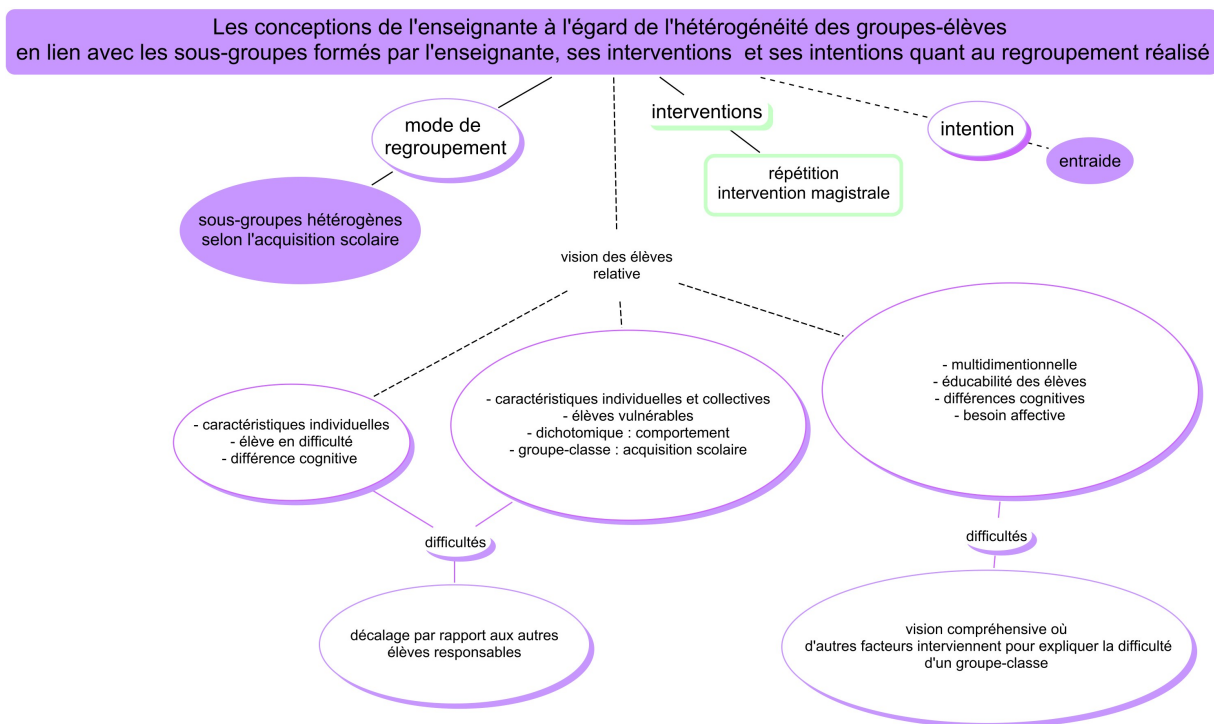 Les conceptions de l'enseignante à l'égard de l'hétérogénéité des groupes-élèves
en lien avec les sous-groupes formés par l'enseignante, ses interventions et ses intentions quant au regroupement réalisé
mode de
regroupement
interventions
intention
entraide
répétition
intervention magistrale
sous-groupes hétérogènes
selon l'acquisition scolaire
vision des élèves
relative
- caractéristiques individuelles
- élève en difficulté
- différence cognitive
- caractéristiques individuelles et collectives
- élèves vulnérables
- dichotomique : comportement
- groupe-classe : acquisition scolaire
- multidimentionnelle
- éducabilité des élèves
- différences cognitives
- besoin affective
difficultés
difficultés
décalage par rapport aux autres
élèves responsables
vision compréhensive où
d'autres facteurs interviennent pour expliquer la difficulté
d'un groupe-classe